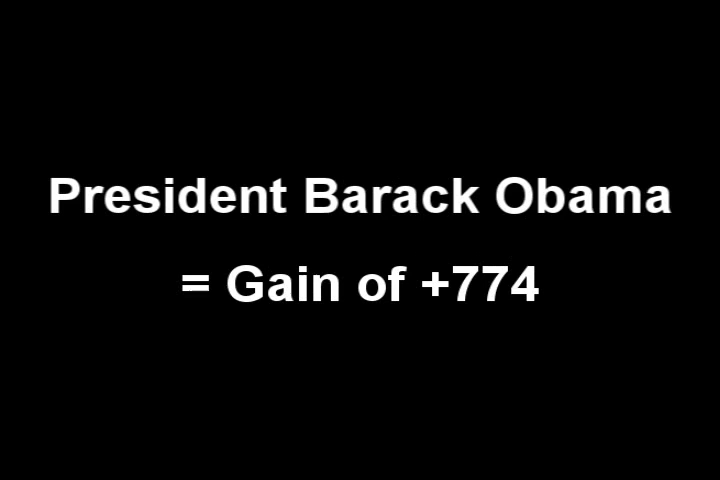 President Barack Obama
= Gain of +774